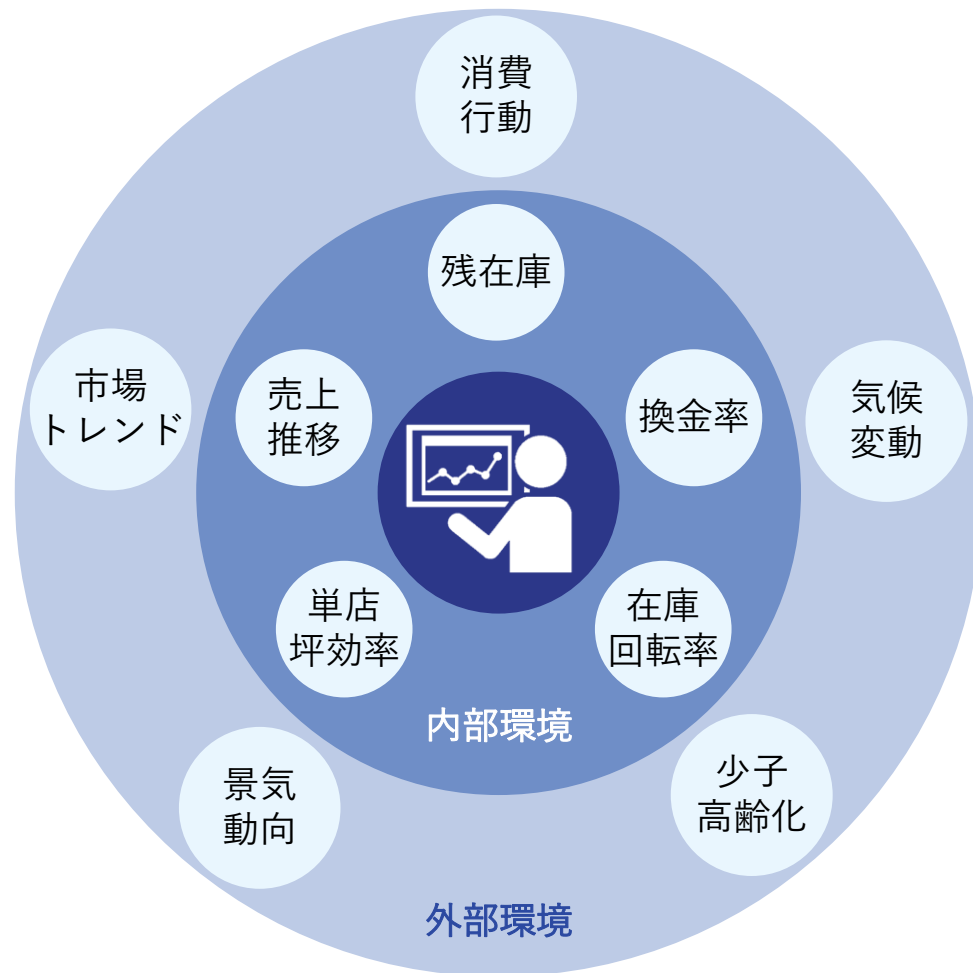 消費
行動
残在庫
市場
トレンド
売上
推移
換金率
気候
変動
単店
坪効率
在庫
回転率
内部環境
景気
動向
少子
高齢化
外部環境